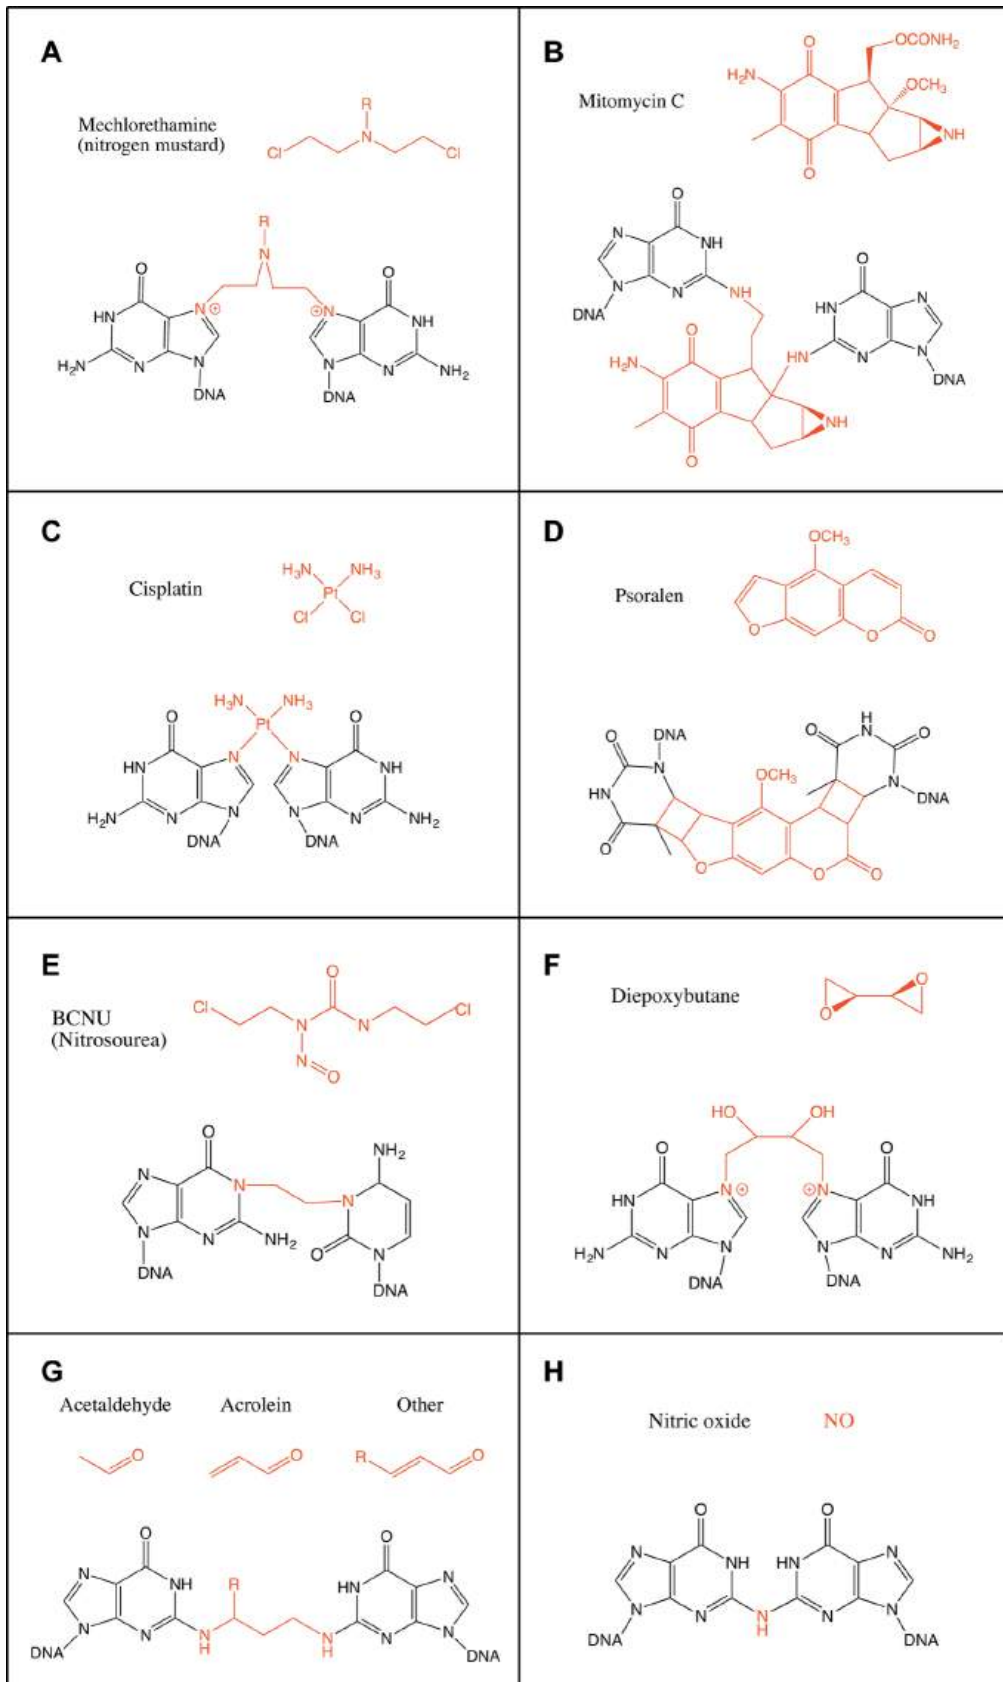 A
Mechlorethamine
(nitrogen mustard)
R
N
Cl
Cl
R
N
O
O
N⊕
⊕N
HN
NH
H₂N
N
N
N
N
NH₂
DNA
DNA
B
Mitomycin C
O
OCONH₂
H₂N
OCH₃
NH
O
O
N
NH
N
N
NH
DNA
O
N
NH
HN
N
N
DNA
O
H₂N
NH
O
C
Cisplatin
H₃N
NH₃
Pt
Cl
Cl
H₃N
NH₃
Pt
O
O
N
N
HN
NH
H₂N
N
N
N
N
NH₂
DNA
DNA
D
Psoralen
OCH₃
O
O
O
H
N
O
O
DNA
O
N
N
OCH₃
DNA
HN
O
O
O
O
E
BCNU
(Nitrosourea)
O
Cl
Cl
N
N
H
N
O
O
NH₂
N
N
N
N
N
NH₂
O
N
DNA
DNA
F
Diepoxybutane
O
O
HO
OH
O
O
N⊕
⊕N
HN
NH
H₂N
N
N
N
N
NH₂
DNA
DNA
G
Acetaldehyde
Acrolein
Other
O
O
R
O
O
O
N
NH
R
HN
N
N
N
N
H
N
H
N
N
DNA
DNA
H
Nitric oxide
NO
O
O
N
NH
HN
N
N
N
N
H
N
N
DNA
DNA